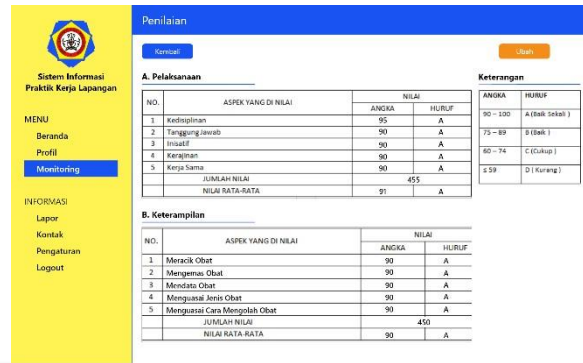 Penilaian
Sistem Informasi
Praktik Kerja Lapangan
MENU
Beranda
Profil
Monitoring
INFORMASI
Lapor
Kontak
Pengaturan
Logout
Kembali
Ubah
A. Pelaksanaan
NO. ASPEK YANG DI NILAI NILAI
ANGKA HURUF
1 Kedisiplinan 95 A
2 Tanggung Jawab 90 A
3 Inisatif 90 A
4 Kerajinan 90 A
5 Kerja Sama 90 A
JUMLAH NILAI 455
NILAI RATA-RATA 91 A
Keterangan
ANGKA HURUF
90 – 100 A (Baik Sekali )
75 – 89 B (Baik )
60 – 74 C (Cukup )
≤ 59 D ( Kurang )
B. Keterampilan
NO. ASPEK YANG DI NILAI NILAI
ANGKA HURUF
1 Meracik Obat 90 A
2 Mengemas Obat 90 A
3 Mendata Obat 90 A
4 Menguasai Jenis Obat 90 A
5 Menguasai Cara Mengolah Obat 90 A
JUMLAH NILAI 450
NILAI RATA-RATA 90 A